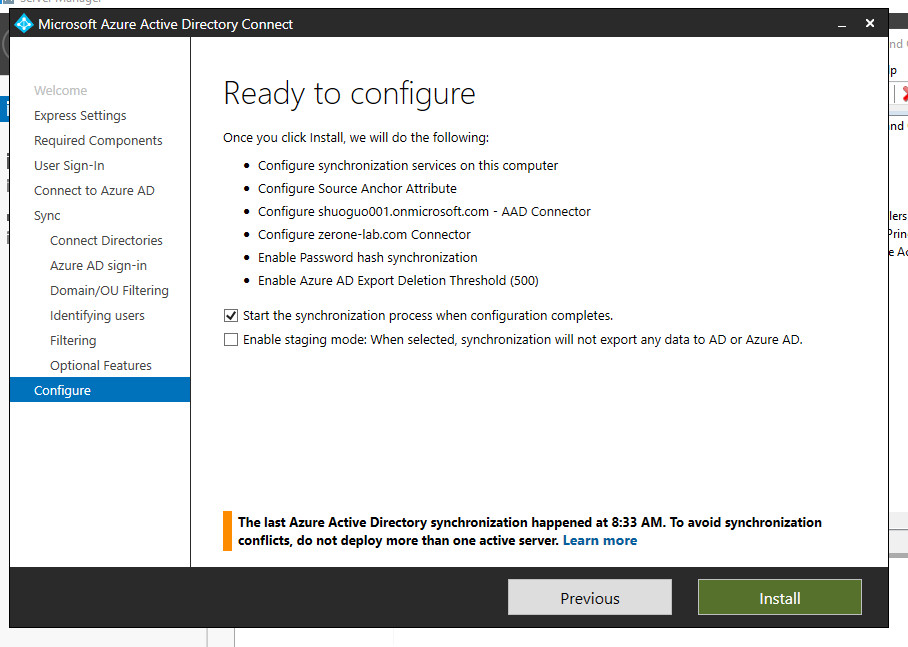 Server Manager
Microsoft Azure Active Directory Connect
Welcome
Express Settings
Required Components
User Sign-In
Connect to Azure AD
Sync
Connect Directories
Azure AD sign-in
Domain/OU Filtering
Identifying users
Filtering
Optional Features
Configure
Ready to configure
Once you click Install, we will do the following:
• Configure synchronization services on this computer
• Configure Source Anchor Attribute
• Configure shuoguo001.onmicrosoft.com - AAD Connector
• Configure zerone-lab.com Connector
• Enable Password hash synchronization
• Enable Azure AD Export Deletion Threshold (500)
Start the synchronization process when configuration completes.
Enable staging mode: When selected, synchronization will not export any data to AD or Azure AD.
The last Azure Active Directory synchronization happened at 8:33 AM. To avoid synchronization
conflicts, do not deploy more than one active server. Learn more
Previous
Install